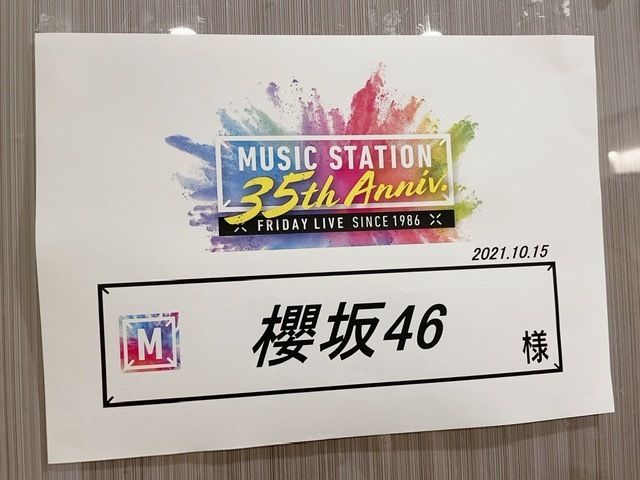 MUSIC STATION
35th Anniv.
FRIDAY LIVE SINCE 1986
2021.10.15
M
櫻坂46
様